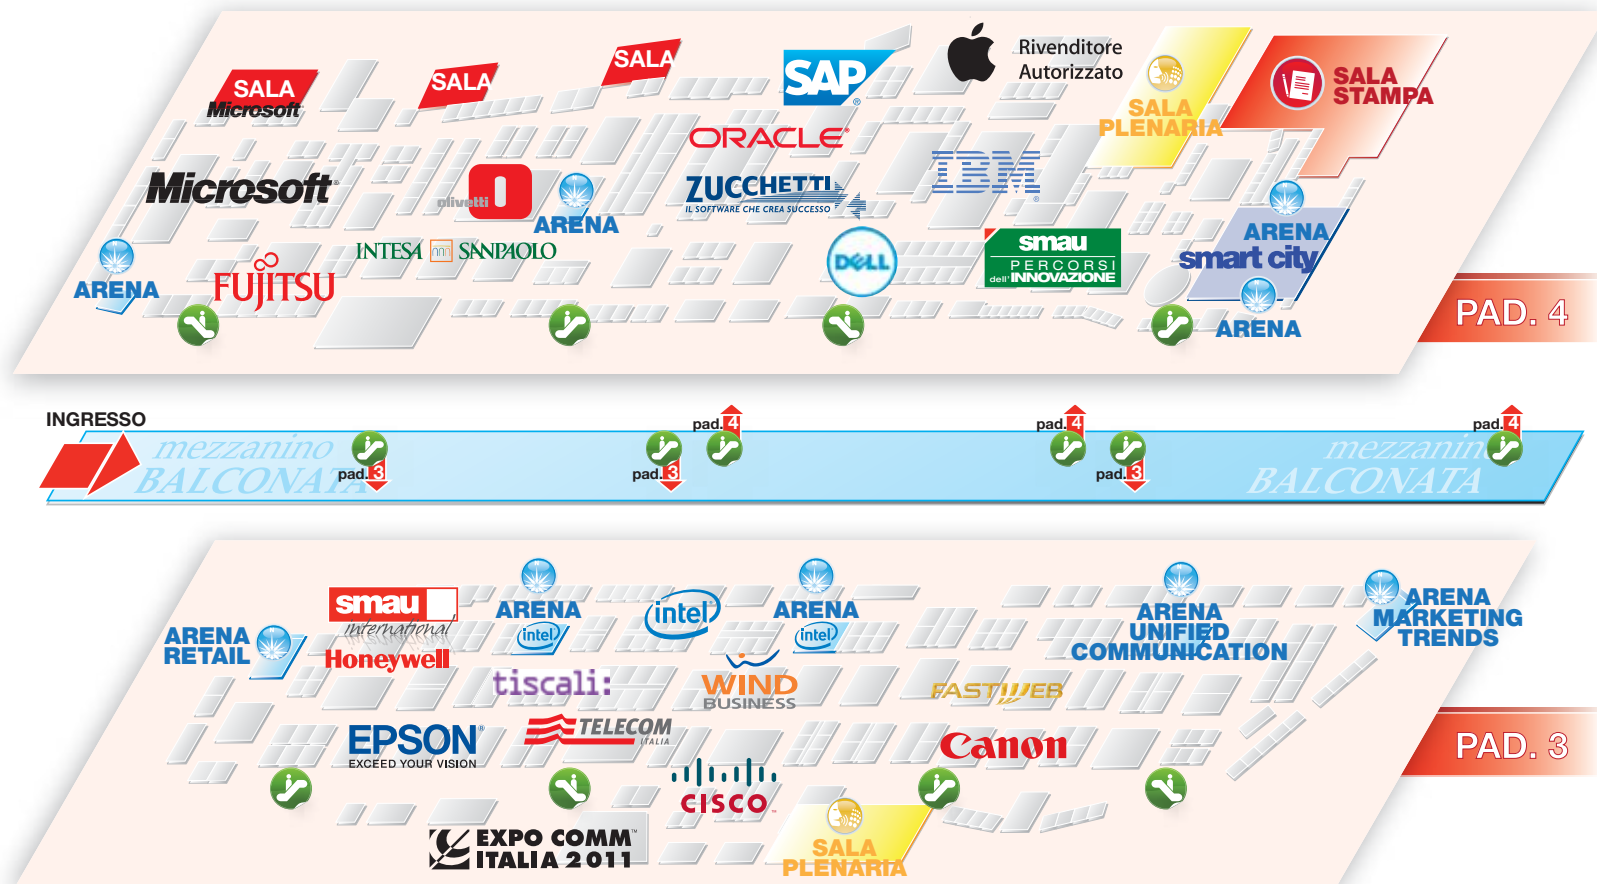 SALA
Microsoft
SALA
SALA
SAP
Rivenditore
Autorizzato
SALA
PLENARIA
SALA
STAMPA
ORACLE
Microsoft
olivetti
ARENA
ZUCCHETTI
IL SOFTWARE CHE CREA SUCCESSO
IBM
ARENA
smart city
ARENA
ARENA
FUJITSU
INTESA SANPAOLO
DELL
smau
PERCORSI
dell'INNOVAZIONE
PAD. 4
INGRESSO
mezzanino
BALCONATA
pad. 3
pad. 3
pad. 4
pad. 4
pad. 3
mezzanin
BALCONATA
pad. 4
smau
international
Honeywell
ARENA
RETAIL
ARENA
intel
intel
ARENA
intel
ARENA
UNIFIED
COMMUNICATION
ARENA
MARKETING
TRENDS
tiscali:
WIND
BUSINESS
FASTWEB
EPSON
EXCEED YOUR VISION
TELECOM
ITALIA
Canon
CISCO
EXPO COMM
ITALIA 2011
SALA
PLENARIA
PAD. 3